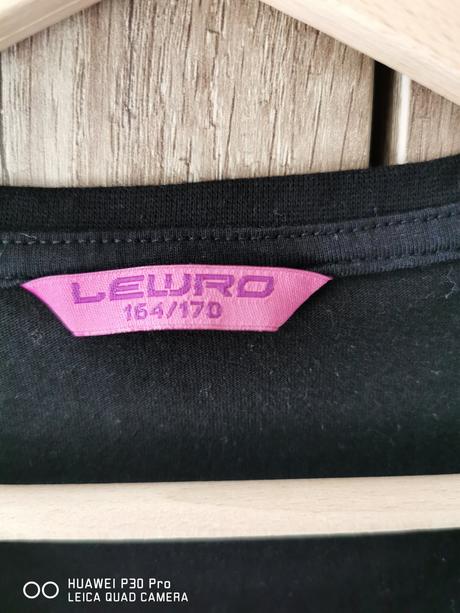 LEWRO
164/170
HUAWEI P30 Pro
LEICA QUAD CAMERA